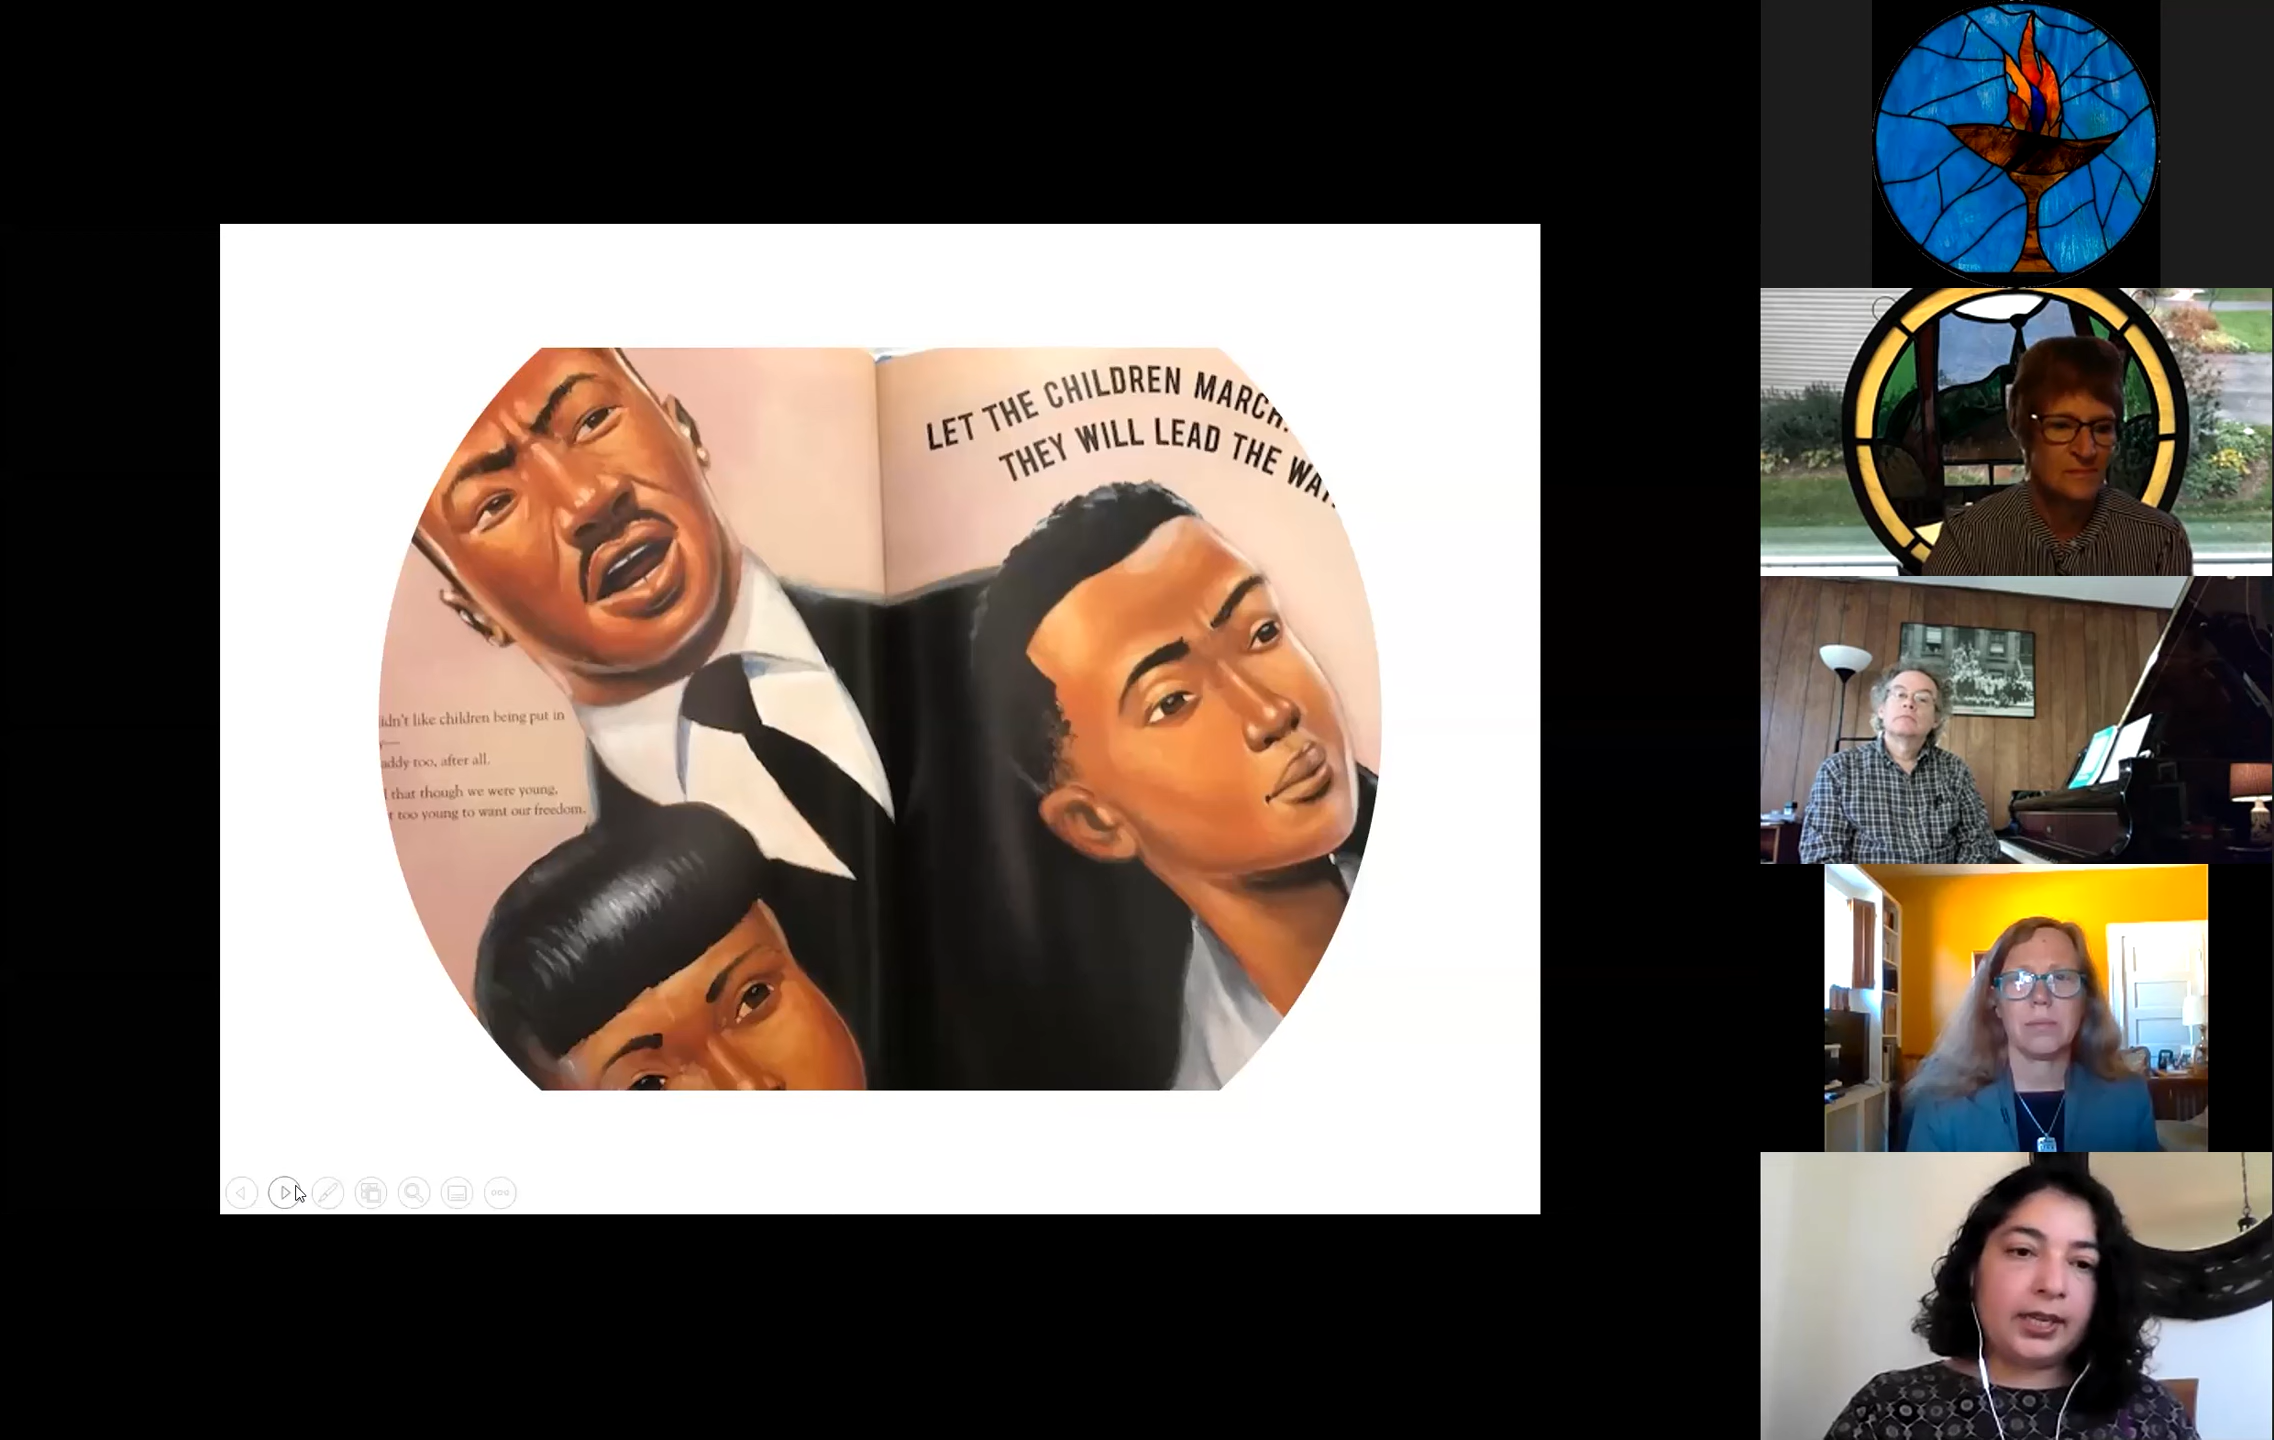 LET THE CHILDREN MARCH.
THEY WILL LEAD THE WAY
idn't like children being put in
addy too, after all.
that though we were young,
too young to want our freedom.